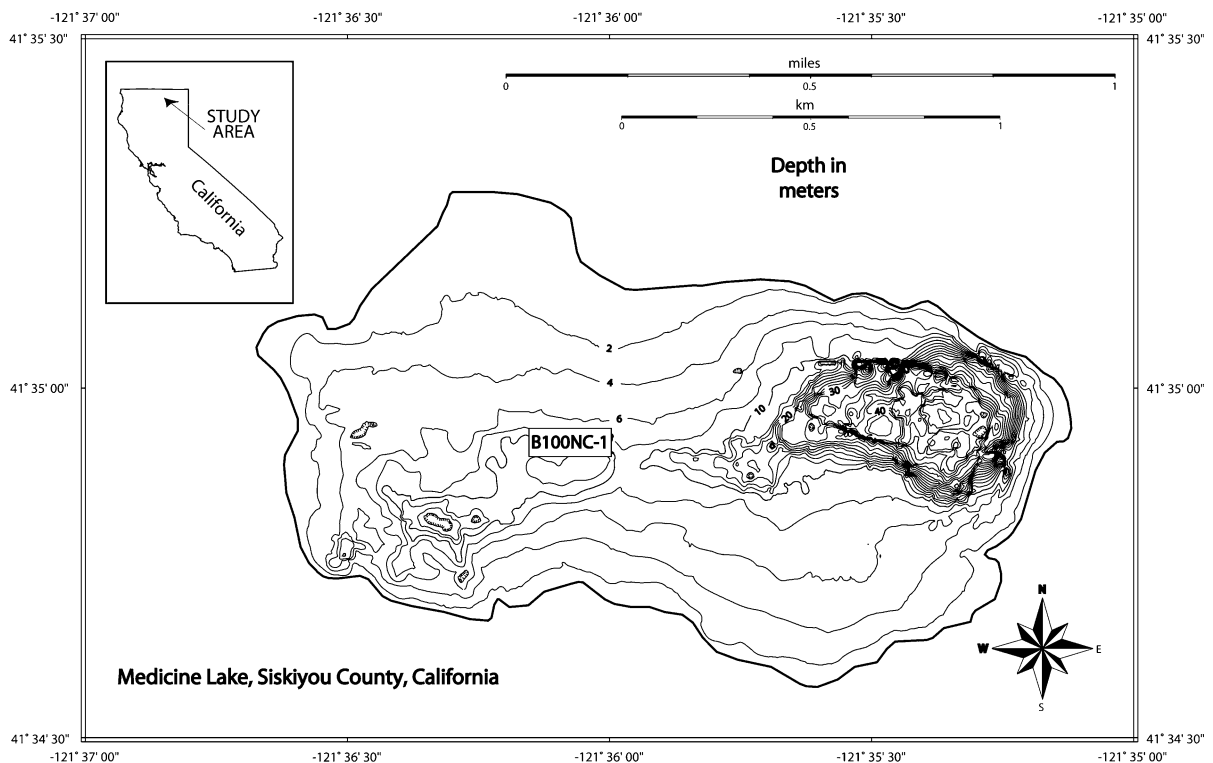 -121° 37' 00"
-121° 36' 30"
-121° 36' 00"
-121° 35' 30"
-121° 35' 00"
41° 35' 30"
41° 35' 30"
miles
0
0.5
1
km
0
0.5
1
STUDY
AREA
California
Depth in
meters
2
4
6
10
20
30
40
41° 35' 00"
41° 35' 00"
B100NC-1
N
W
E
S
Medicine Lake, Siskiyou County, California
41° 34' 30"
41° 34' 30"
-121° 37' 00"
-121° 36' 30"
-121° 36' 00"
-121° 35' 30"
-121° 35' 00"